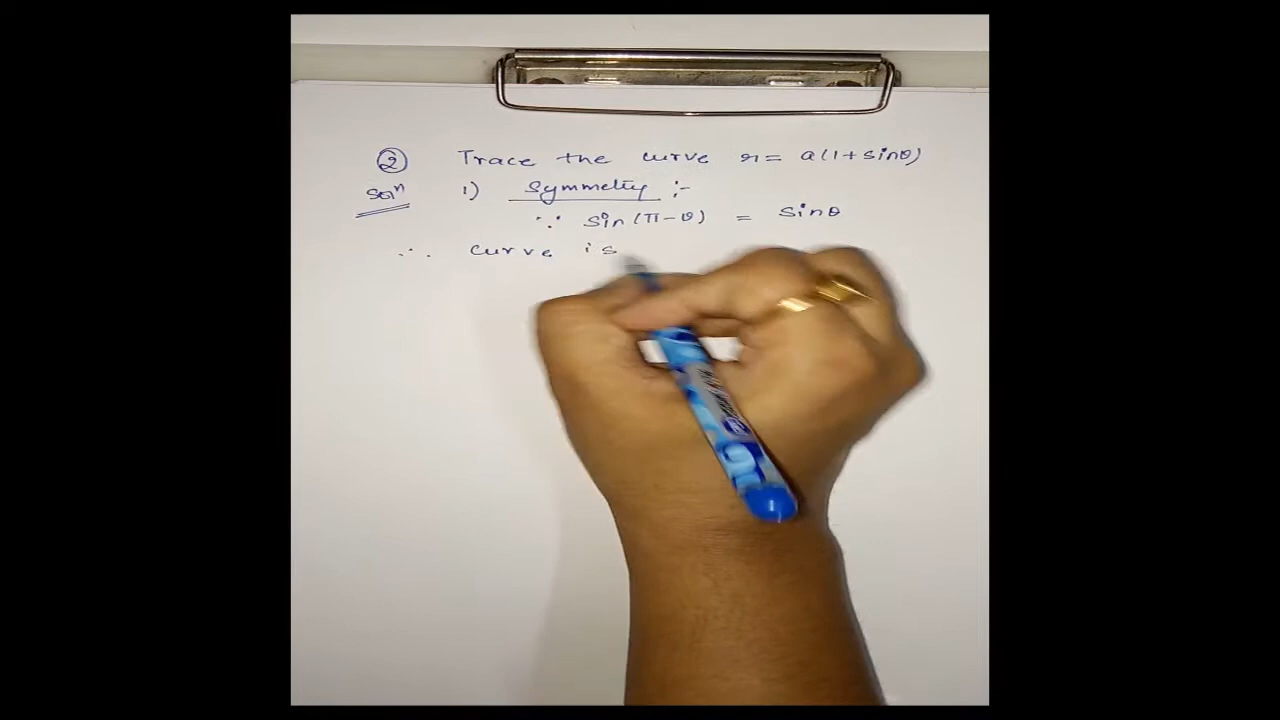 ② Trace the curve r = a(1+sinθ)
Solⁿ 1) Symmetry :-
∵ sin(π-θ) = sinθ
∴ curve is